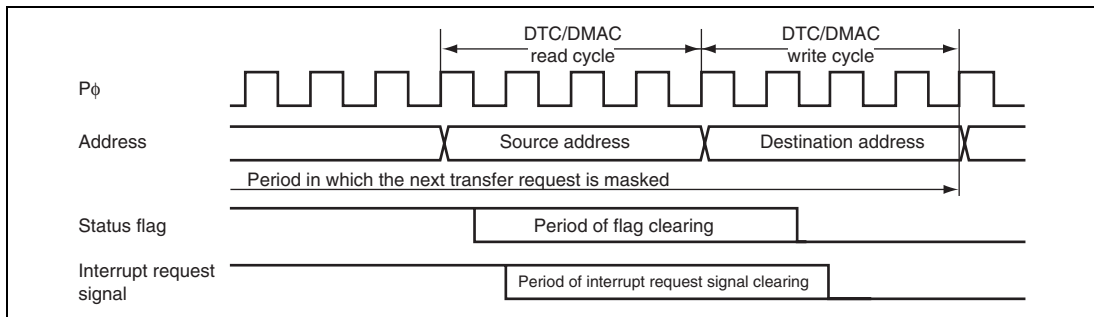 DTC/DMAC
read cycle
DTC/DMAC
write cycle
Pϕ
Address
Source address
Destination address
Period in which the next transfer request is masked
Status flag
Period of flag clearing
Interrupt request
signal
Period of interrupt request signal clearing